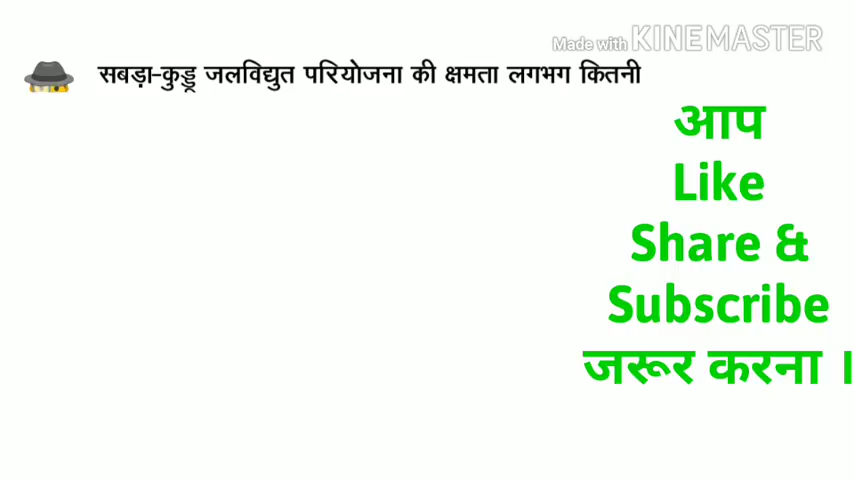 Made with KINEMASTER
सबड़ा-कुड्डू जलविद्युत परियोजना की क्षमता लगभग कितनी
आप
Like
Share &
Subscribe
जरूर करना ।